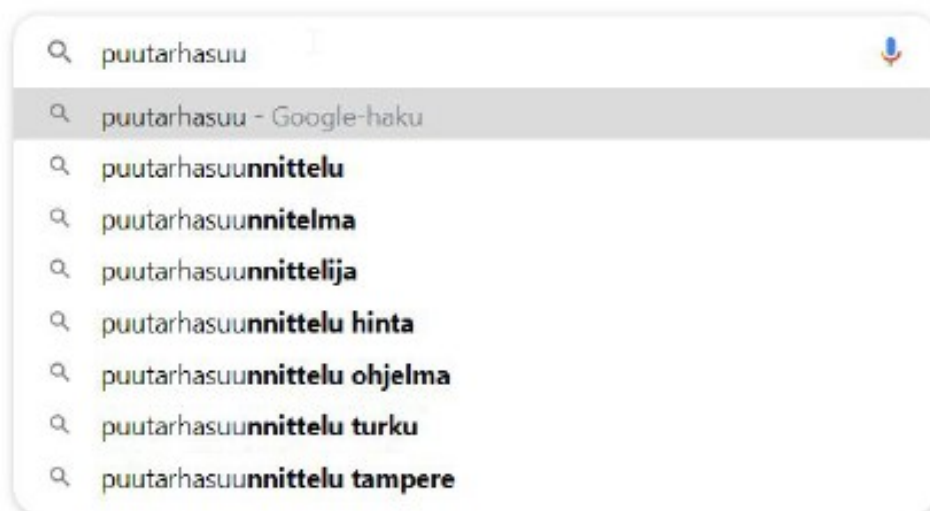 puutarhasuu
puutarhasuu - Google-haku
puutarhasuunnittelu
puutarhasuunnitelma
puutarhasuunnittelija
puutarhasuunnittelu hinta
puutarhasuunnittelu ohjelma
puutarhasuunnittelu turku
puutarhasuunnittelu tampere